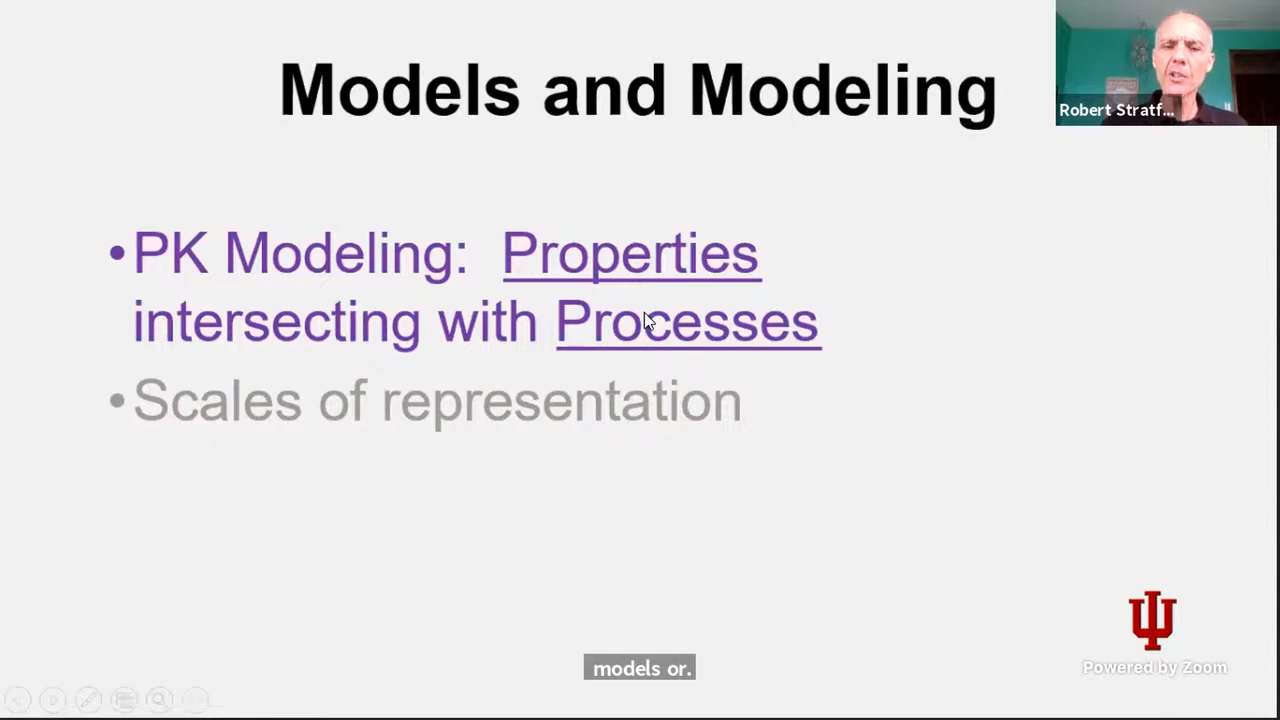 Models and Modeling
Robert Stratf...
•PK Modeling: Properties
intersecting with Processes
•Scales of representation
models or.
Powered by Zoom